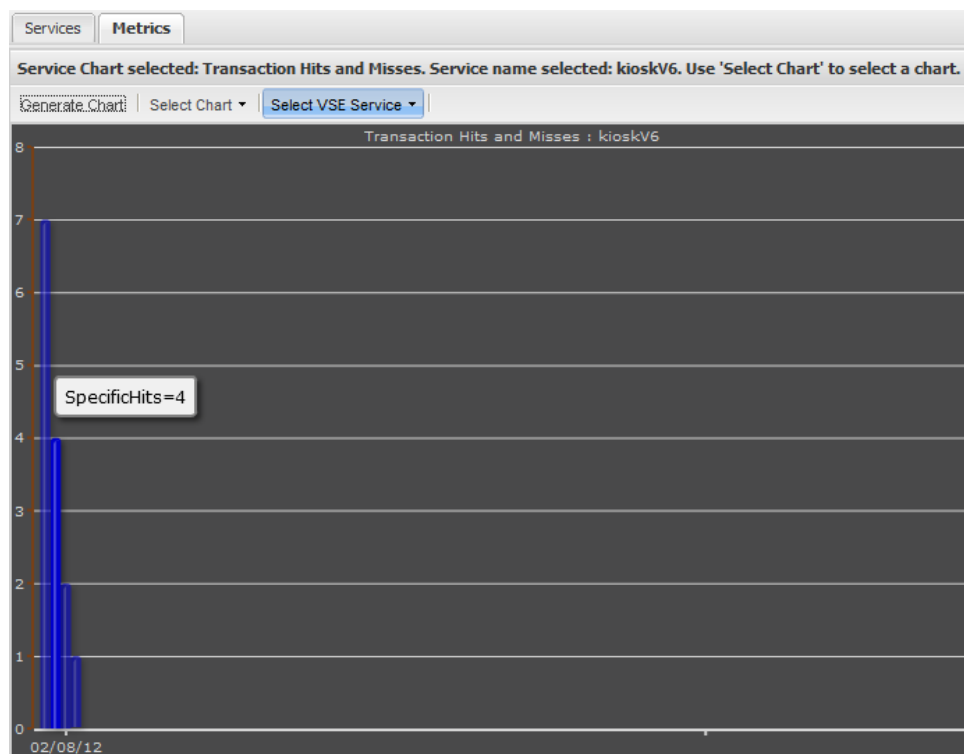 Services Metrics
Service Chart selected: Transaction Hits and Misses. Service name selected: kioskV6. Use 'Select Chart' to select a chart.
Generate Chart Select Chart Select VSE Service
Transaction Hits and Misses : kioskV6
8
7
6
5
SpecificHits=4
4
3
2
1
0
02/08/12